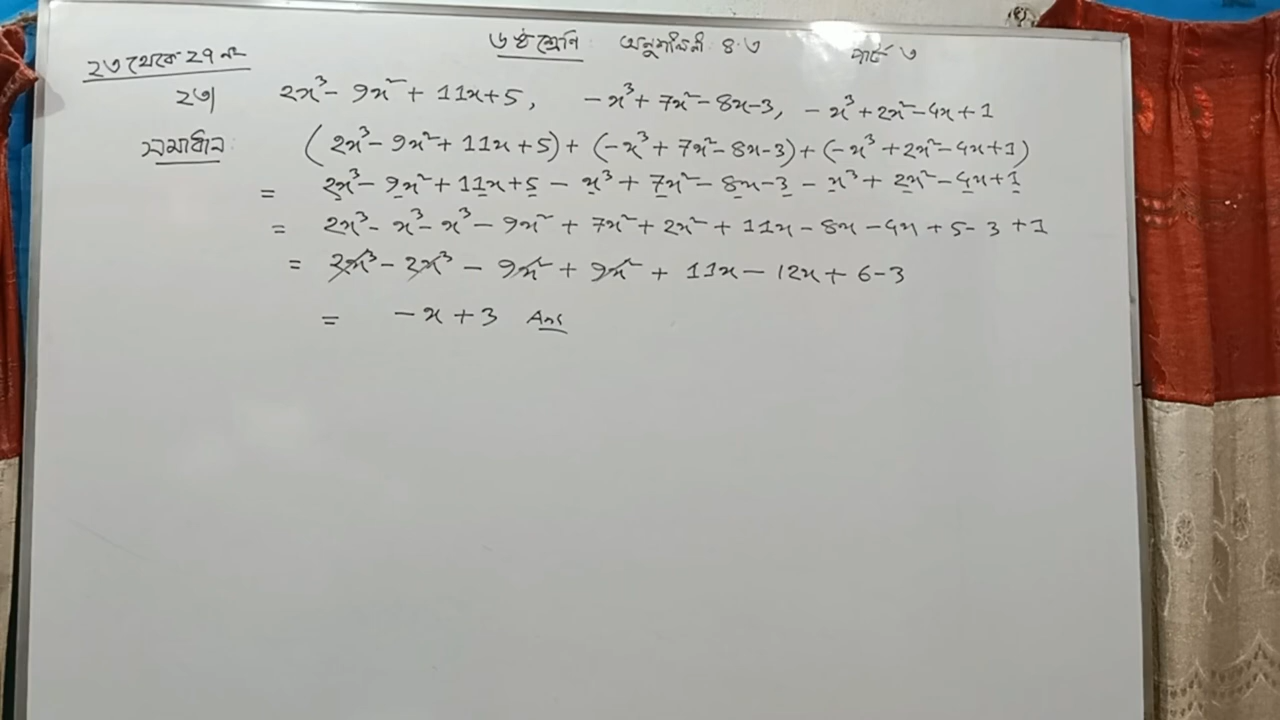 ৬ষ্ঠ শ্রেণি: অনুশীলনী ৪.৩ পার্ট ৩
২৩ থেকে 27 নং
২৩| 2x³ - 9x² + 11x + 5, - x³ + 7x² - 8x - 3, - x³ + 2x² - 4x + 1
সমাধান: (2x³ - 9x² + 11x + 5) + (-x³ + 7x² - 8x - 3) + (-x³ + 2x² - 4x + 1)
= 2x³ - 9x² + 11x + 5 - x³ + 7x² - 8x - 3 - x³ + 2x² - 4x + 1
= 2x³ - x³ - x³ - 9x² + 7x² + 2x² + 11x - 8x - 4x + 5 - 3 + 1
= 2x³ - 2x³ - 9x² + 9x² + 11x - 12x + 6 - 3
= - x + 3 Ans